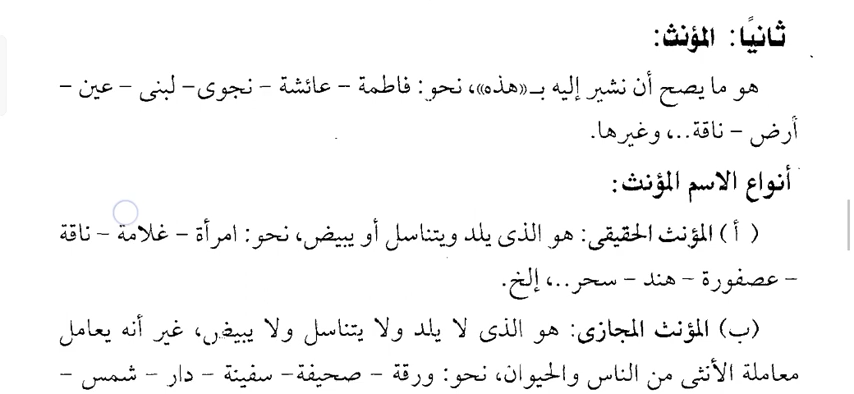 ثانيًا: المؤنث:
هو ما يصح أن نشير إليه بـ«هذه»، نحو: فاطمة - عائشة - نجوى- لبنى - عين -
أرض - ناقة..، وغيرها.
أنواع الاسم المؤنث:
( أ ) المؤنث الحقيقى: هو الذى يلد ويتناسل أو يبيض، نحو: امرأة - غلامة - ناقة
- عصفورة - هند - سحر..، إلخ.
(ب) المؤنث المجازى: هو الذى لا يلد ولا يتناسل ولا يبيض، غير أنه يعامل
معاملة الأنثى من الناس والحيوان، نحو: ورقة - صحيفة- سفينة - دار - شمس -